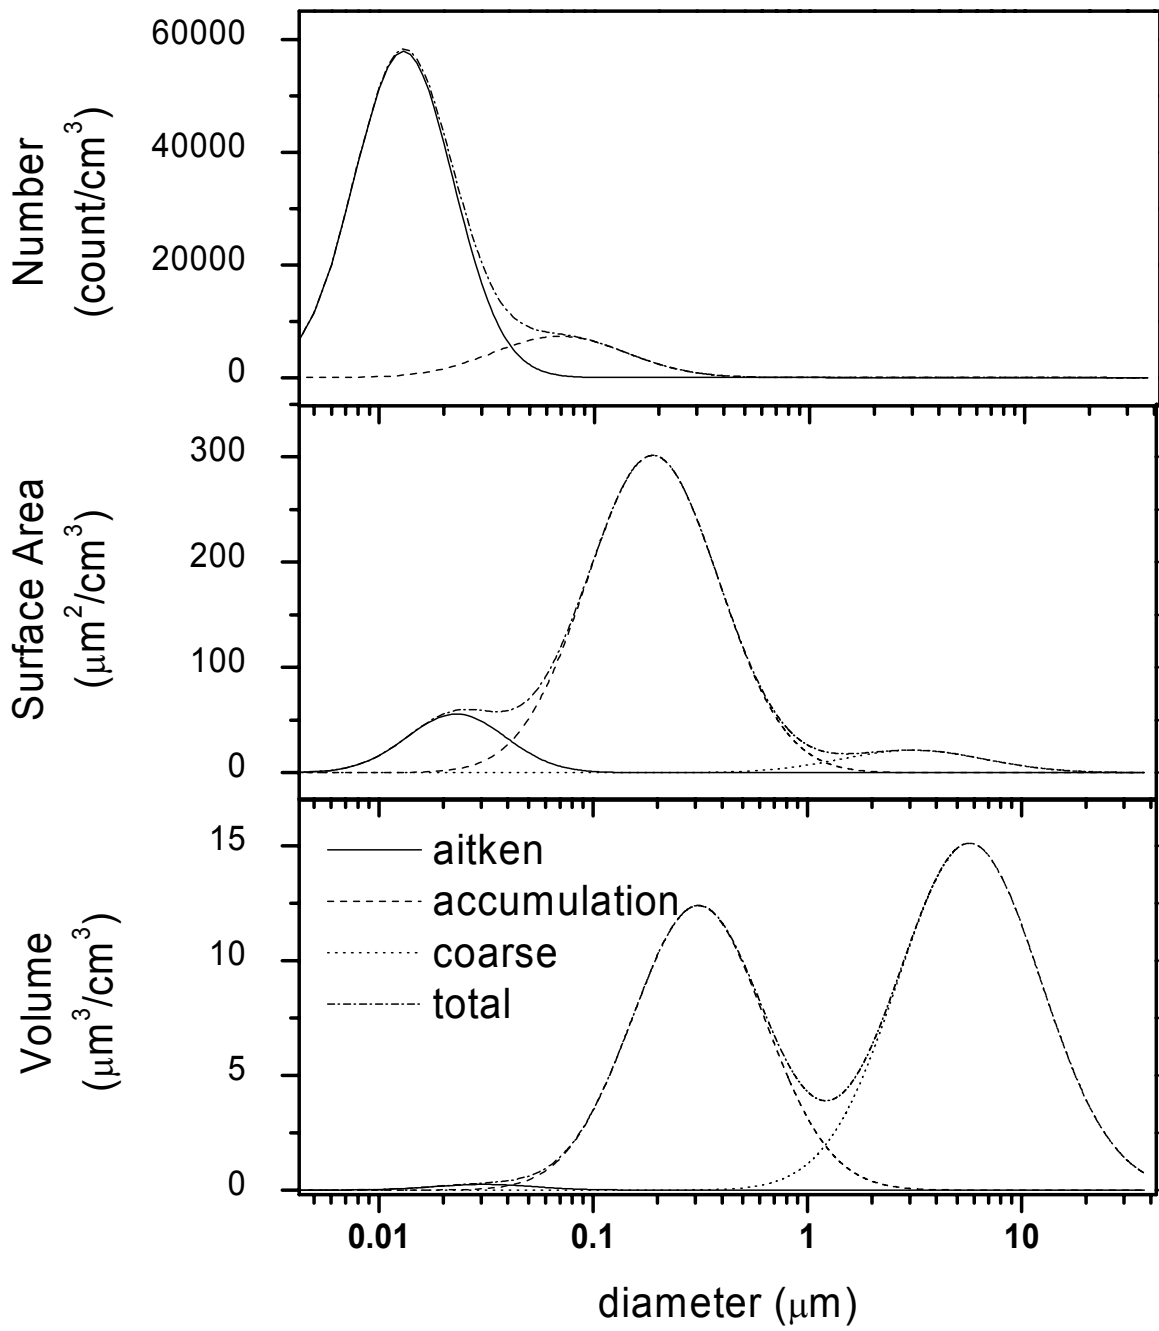 Number
(count/cm³)
60000
40000
20000
0
Surface Area
(μm²/cm³)
300
200
100
0
Volume
(μm³/cm³)
15
10
5
0
aitken
accumulation
coarse
total
0.01
0.1
1
10
diameter (μm)